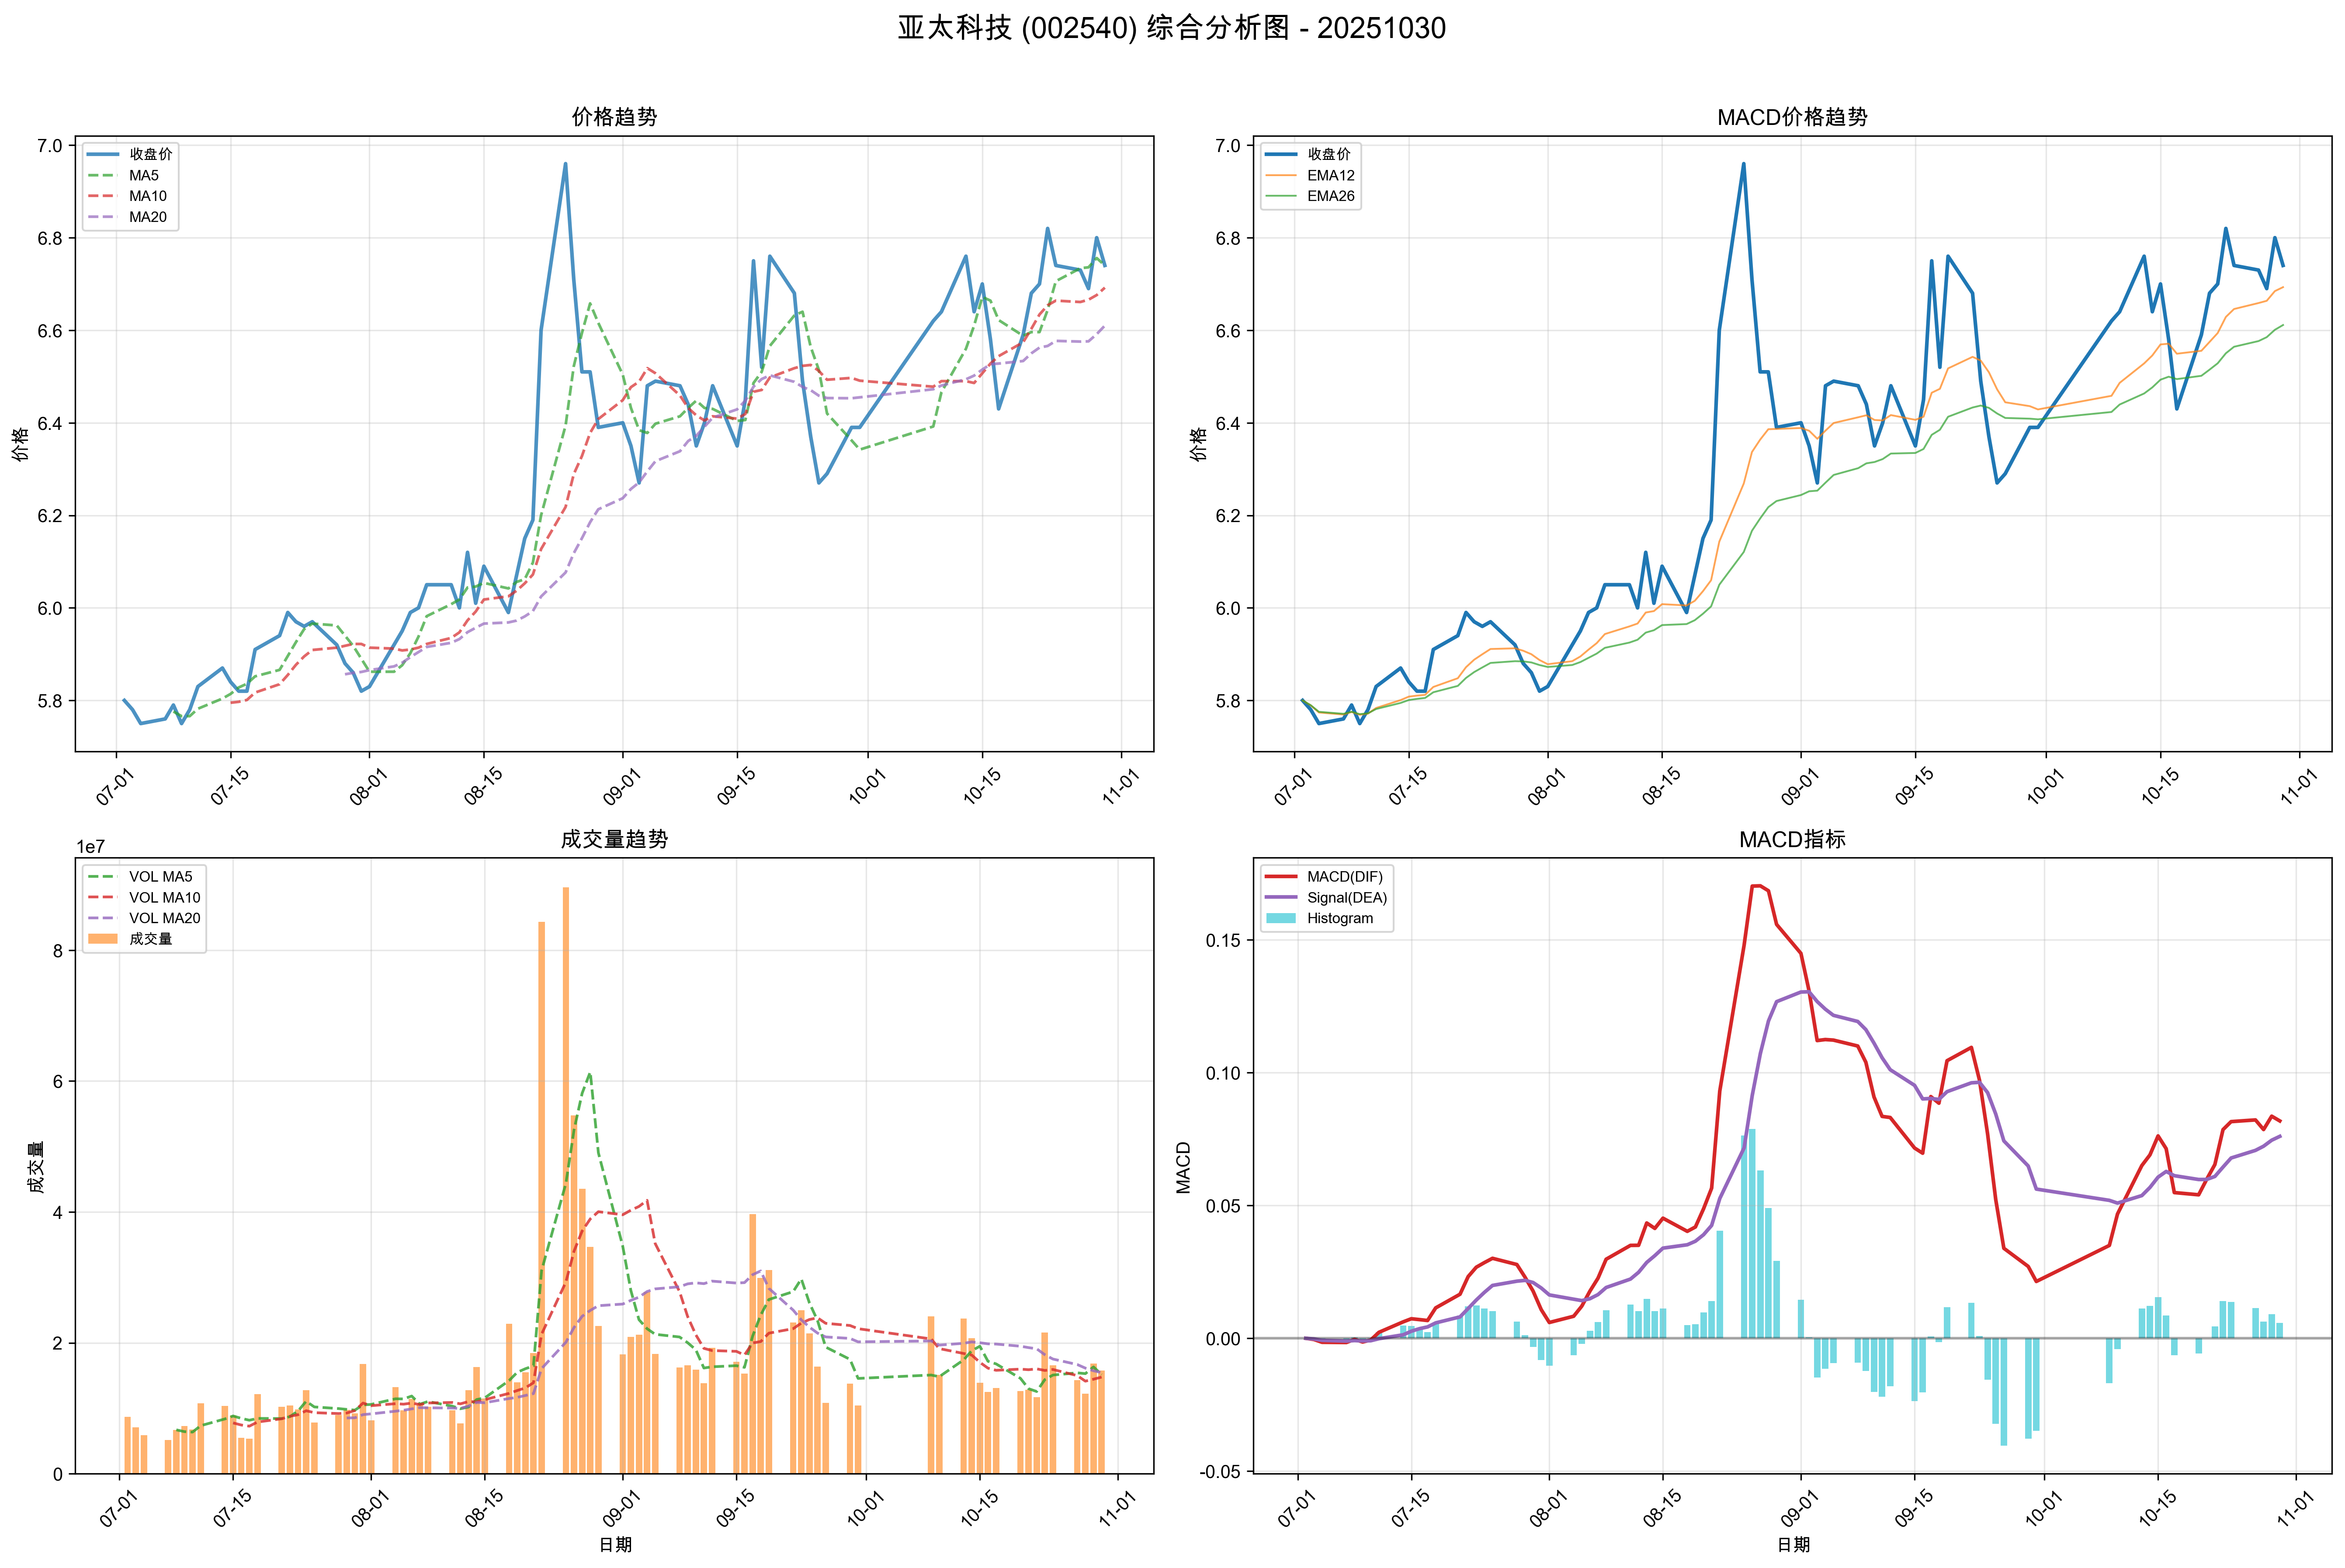 亚太科技 (002540) 综合分析图 - 20251030
价格趋势
7.0
6.8
6.6
6.4
6.2
6.0
5.8
价格
收盘价
MA5
MA10
MA20
07-01
07-15
08-01
08-15
09-01
09-15
10-01
10-15
11-01
MACD价格趋势
7.0
6.8
6.6
6.4
6.2
6.0
5.8
价格
收盘价
EMA12
EMA26
07-01
07-15
08-01
08-15
09-01
09-15
10-01
10-15
11-01
成交量趋势
1e7
8
6
4
2
0
成交量
VOL MA5
VOL MA10
VOL MA20
成交量
07-01
07-15
08-01
08-15
09-01
09-15
10-01
10-15
11-01
日期
MACD指标
0.15
0.10
0.05
0.00
-0.05
MACD
MACD(DIF)
Signal(DEA)
Histogram
07-01
07-15
08-01
08-15
09-01
09-15
10-01
10-15
11-01
日期